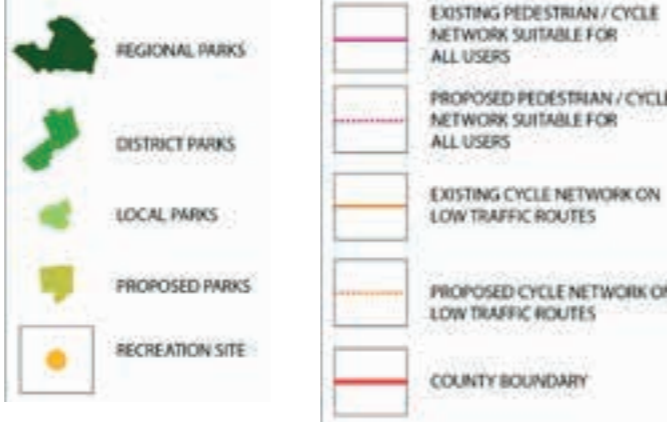 REGIONAL PARKS
DISTRICT PARKS
LOCAL PARKS
PROPOSED PARKS
RECREATION SITE
EXISTING PEDESTRIAN / CYCLE
NETWORK SUITABLE FOR
ALL USERS
PROPOSED PEDESTRIAN / CYCLE
NETWORK SUITABLE FOR
ALL USERS
EXISTING CYCLE NETWORK ON
LOW TRAFFIC ROUTES
PROPOSED CYCLE NETWORK ON
LOW TRAFFIC ROUTES
COUNTY BOUNDARY